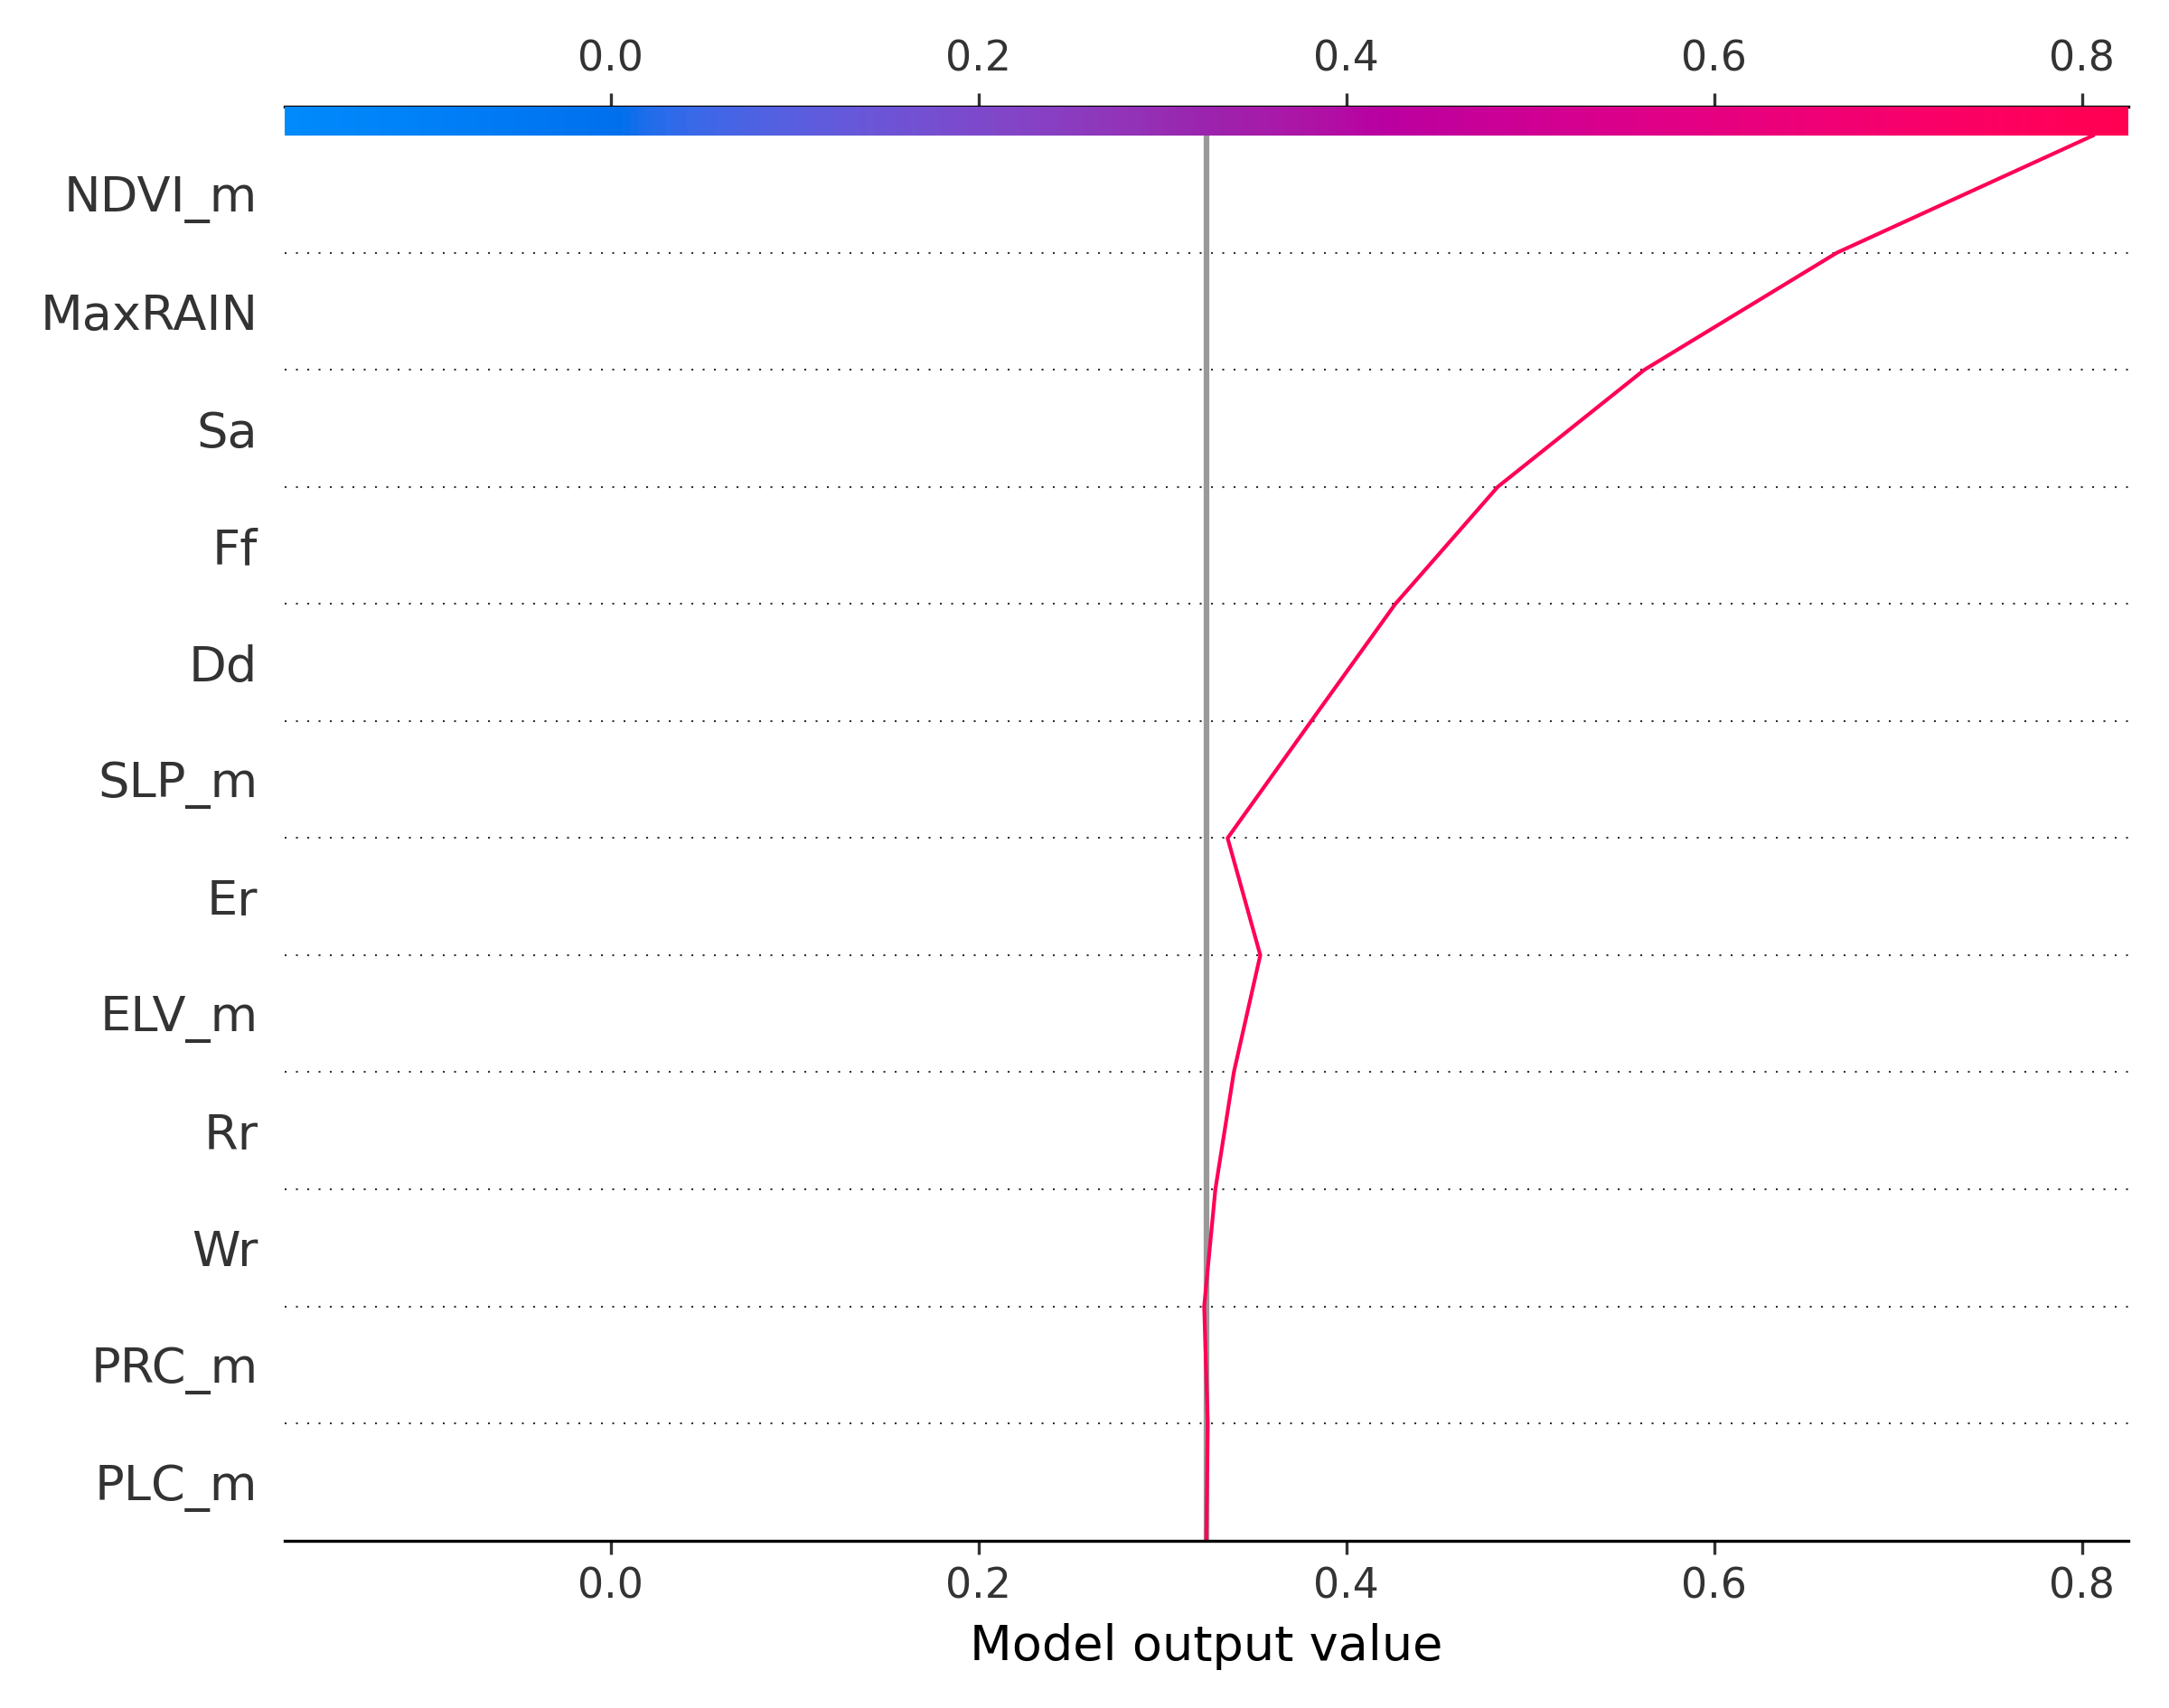 0.0 0.2 0.4 0.6 0.8
NDVI_m
MaxRAIN
Sa
Ff
Dd
SLP_m
Er
ELV_m
Rr
Wr
PRC_m
PLC_m
0.0 0.2 0.4 0.6 0.8
Model output value